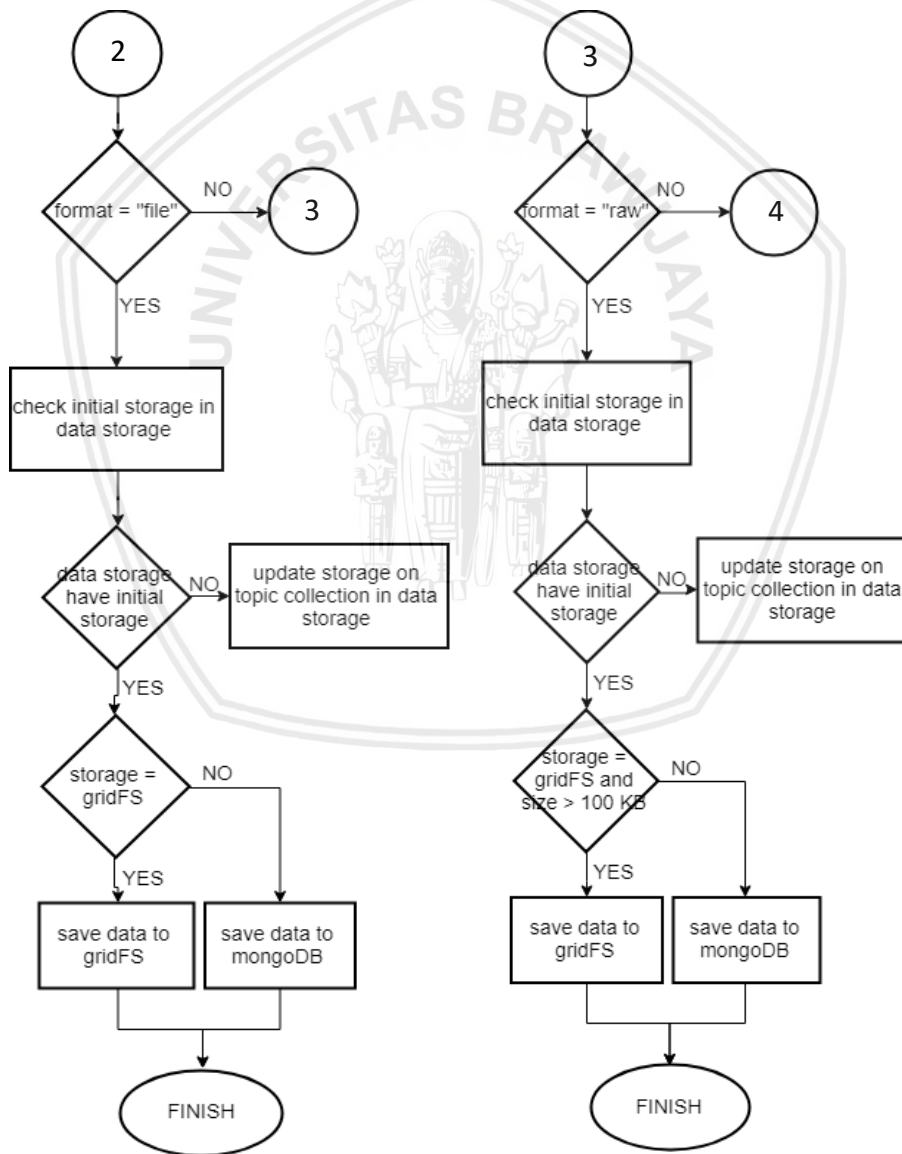 2
format = "file"
NO
3
YES
check initial storage in
data storage
data storage
have initial
storage
NO
update storage on
topic collection in data
storage
YES
storage =
gridFS
NO
YES
save data to
gridFS
save data to
mongoDB
FINISH
3
format = "raw"
NO
4
YES
check initial storage in
data storage
data storage
have initial
storage
NO
update storage on
topic collection in data
storage
YES
storage =
gridFS and
size > 100 KB
NO
YES
save data to
gridFS
save data to
mongoDB
FINISH
UNIVERSITAS BRAWIJAYA